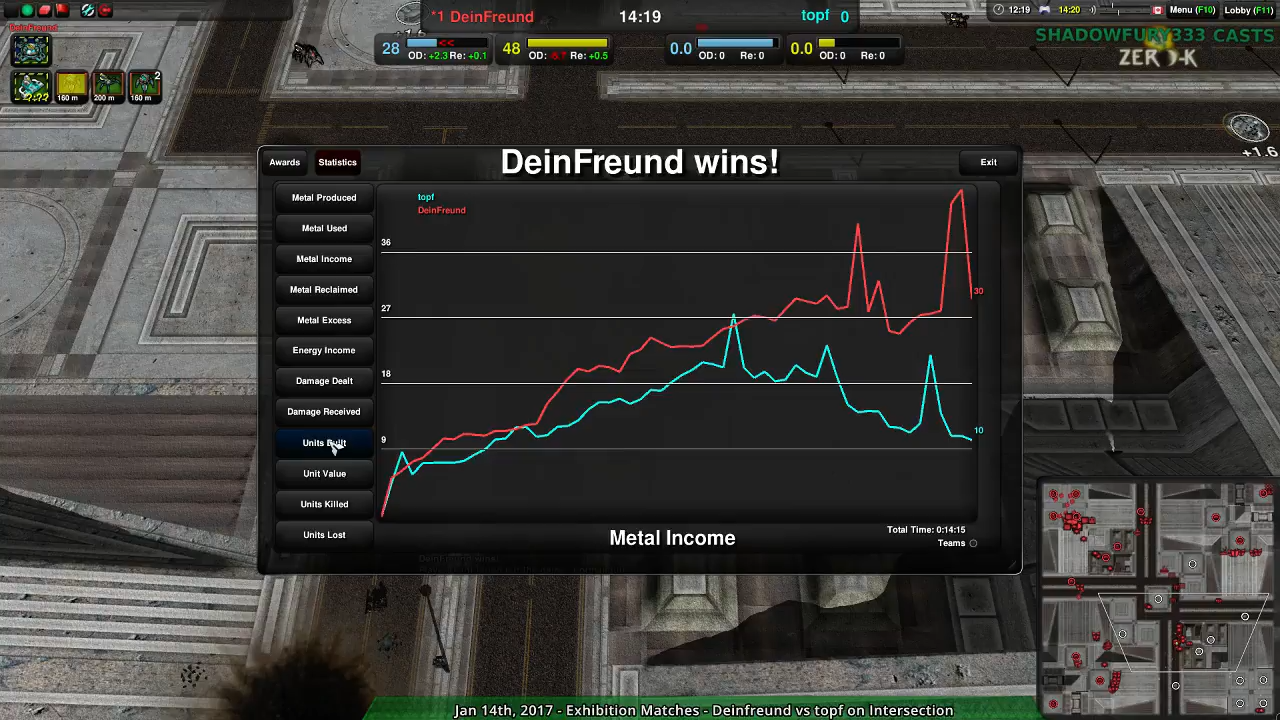 DeinFreund
160 m
200 m
2
160 m
*1 DeinFreund
14:19
topf 0
28
<<
OD: +2.3 Re: +0.1
48
Re: +0.5
0.0
OD: 0 Re: 0
0.0
OD: 0 Re: 0
12:19
14:20
Menu (F10)
Lobby (F11)
SHADOWFURY333 CASTS
ZERO-K
+1.6
Awards
Statistics
DeinFreund wins!
Exit
Metal Produced
Metal Used
Metal Income
Metal Reclaimed
Metal Excess
Energy Income
Damage Dealt
Damage Received
Units Built
Unit Value
Units Killed
Units Lost
topf
DeinFreund
36
27
18
9
30
10
Metal Income
Total Time: 0:14:15
Teams
Jan 14th, 2017 - Exhibition Matches - Deinfreund vs topf on Intersection